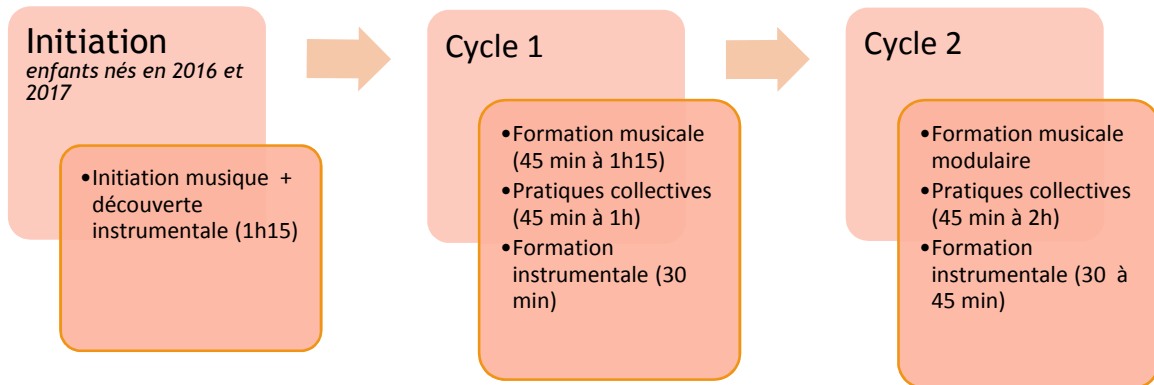 Initiation
enfants nés en 2016 et
2017
•Initiation musique + 
découverte
instrumentale (1h15)
Cycle 1
•Formation musicale
(45 min à 1h15)
•Pratiques collectives
(45 min à 1h)
•Formation
instrumentale (30
min)
Cycle 2
•Formation musicale
modulaire
•Pratiques collectives
(45 min à 2h)
•Formation
instrumentale (30 à
45 min)